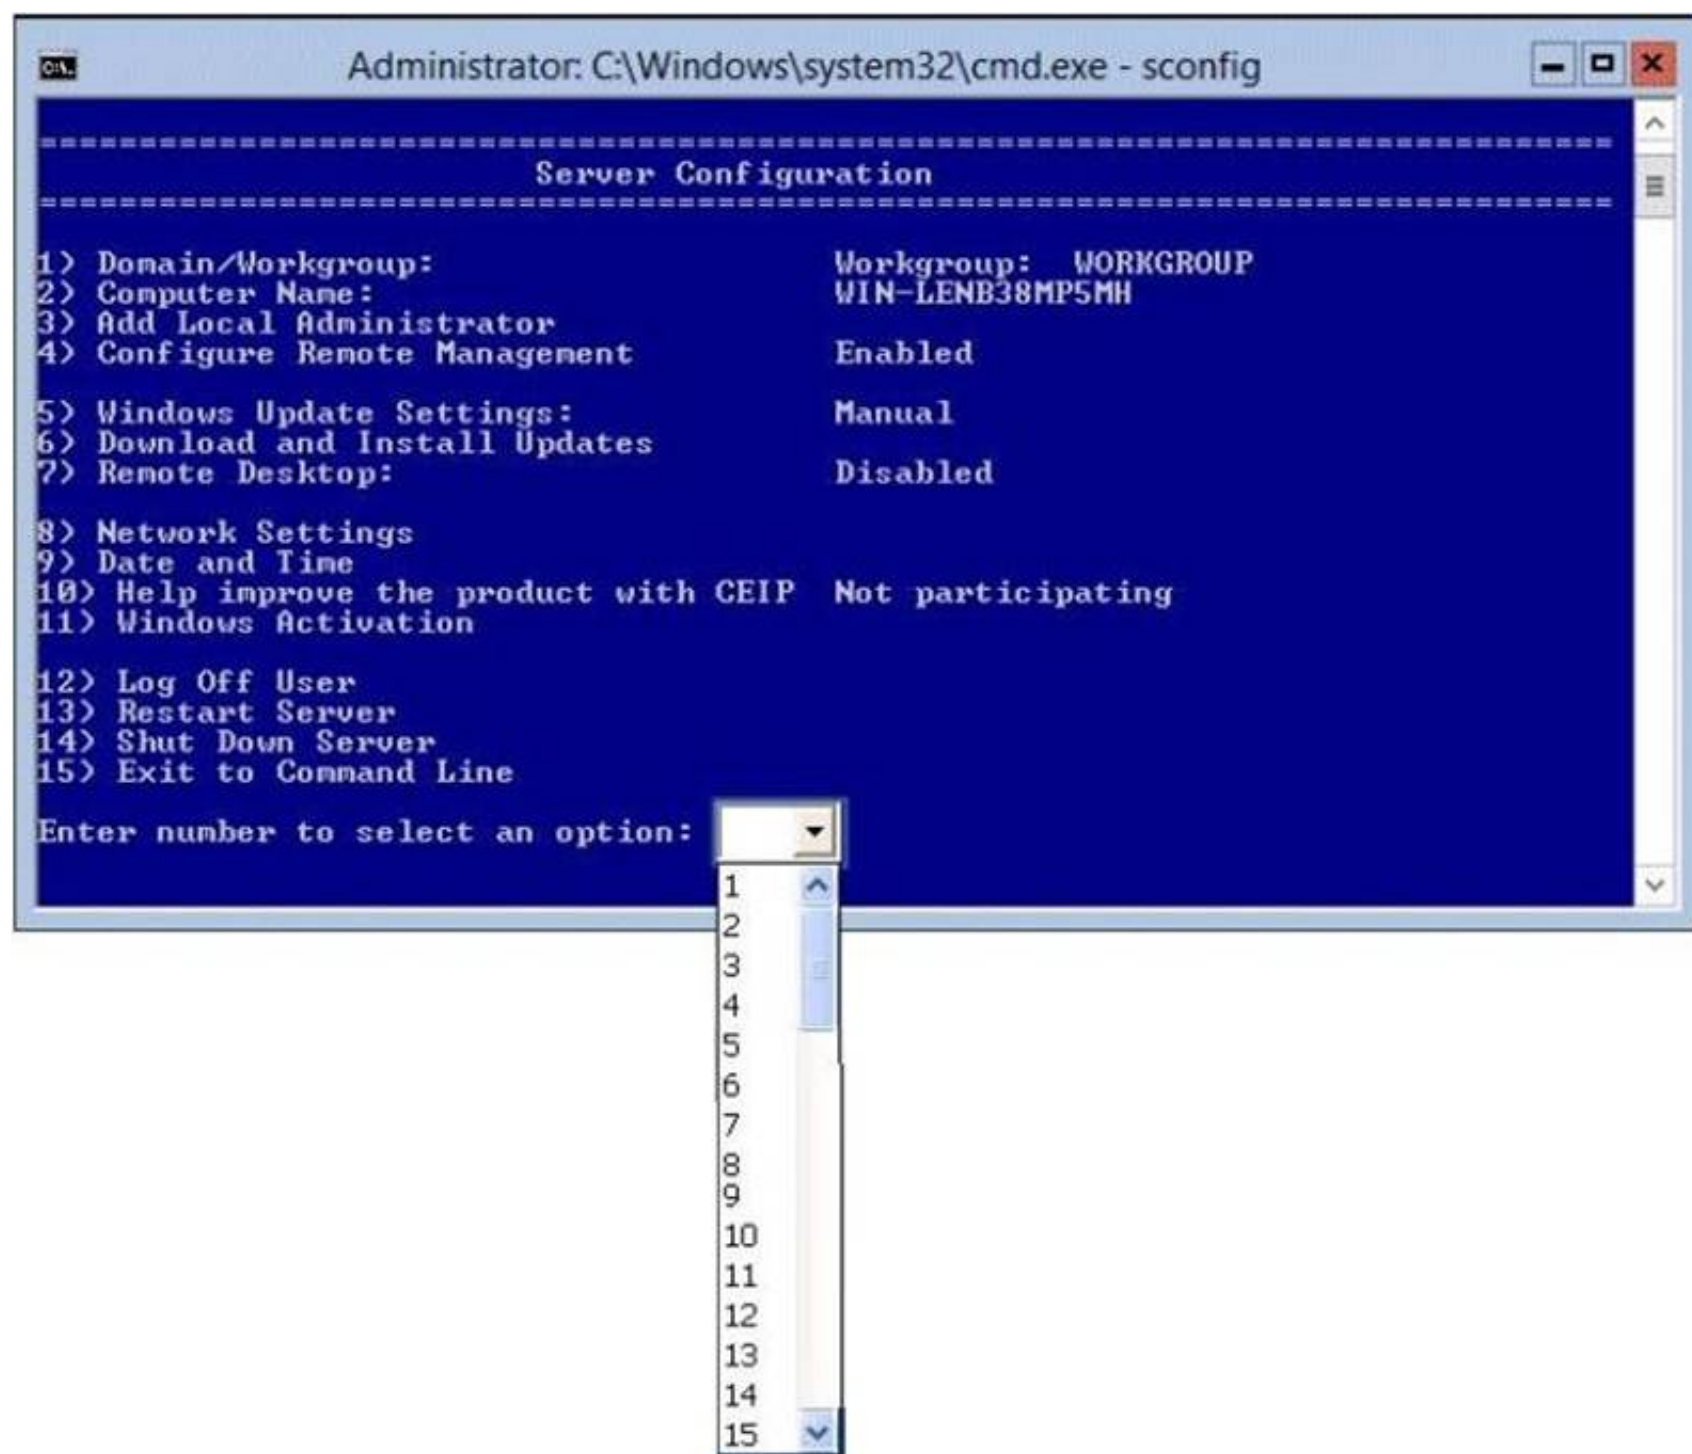 C:\.
Administrator: C:\Windows\system32\cmd.exe - sconfig
===============================================================================
Server Configuration
===============================================================================
1) Domain/Workgroup: Workgroup: WORKGROUP
2) Computer Name: WIN-LENB38MP5MH
3) Add Local Administrator
4) Configure Remote Management Enabled
5) Windows Update Settings: Manual
6) Download and Install Updates
7) Remote Desktop: Disabled
8) Network Settings
9) Date and Time
10) Help improve the product with CEIP Not participating
11) Windows Activation
12) Log Off User
13) Restart Server
14) Shut Down Server
15) Exit to Command Line
Enter number to select an option:
1
2
3
4
5
6
7
8
9
10
11
12
13
14
15